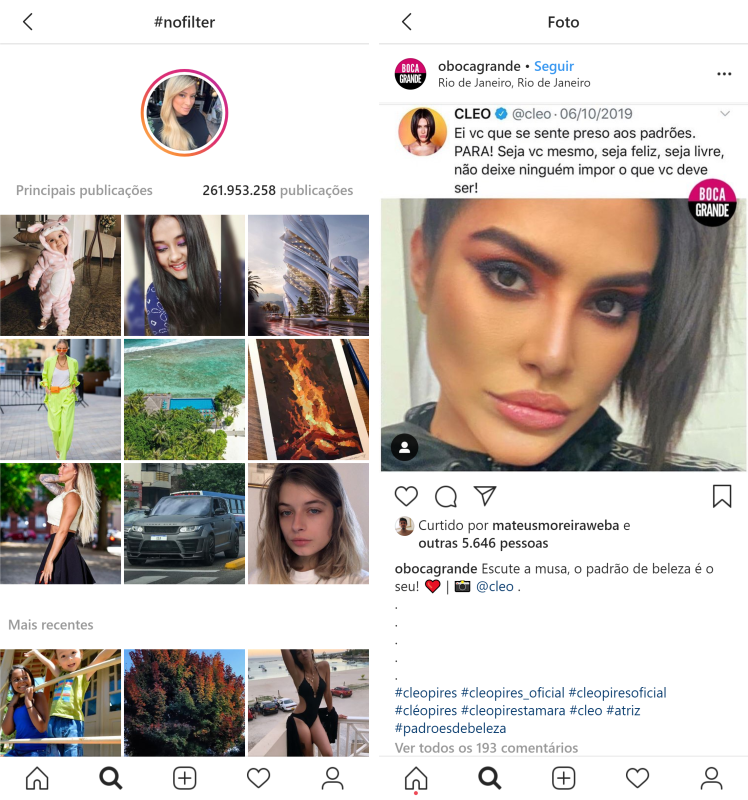 #nofilter
Principais publicações
261.953.258 publicações
Mais recentes
Foto
BOCA
GRANDE
obocagrande • Seguir
Rio de Janeiro, Rio de Janeiro
CLEO @cleo · 06/10/2019
Ei vc que se sente preso aos padrões.
PARA! Seja vc mesmo, seja feliz, seja livre,
não deixe ninguém impor o que vc deve
ser!
BOCA
GRANDE
Curtido por mateusmoreiraweba e
outras 5.646 pessoas
obocagrande Escute a musa, o padrão de beleza é o
seu! ❤️ | 📸 @cleo .
.
.
.
.
.
#cleopires #cleopires_oficial #cleopiresoficial
#cléopires #cleopirestamara #cleo #atriz
#padroesdebeleza
Ver todos os 193 comentários